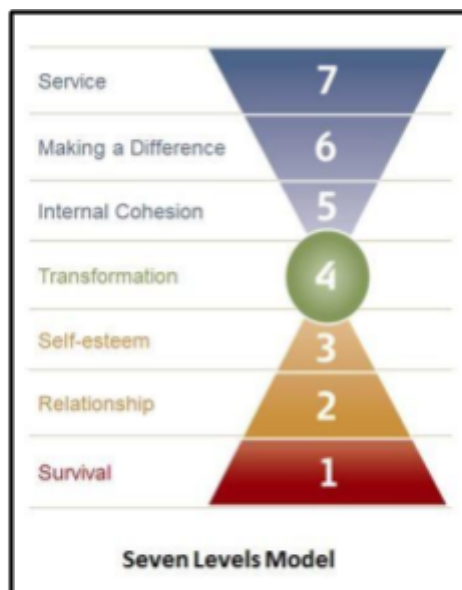 Service 7
Making a Difference 6
Internal Cohesion 5
Transformation 4
Self-esteem 3
Relationship 2
Survival 1
Seven Levels Model